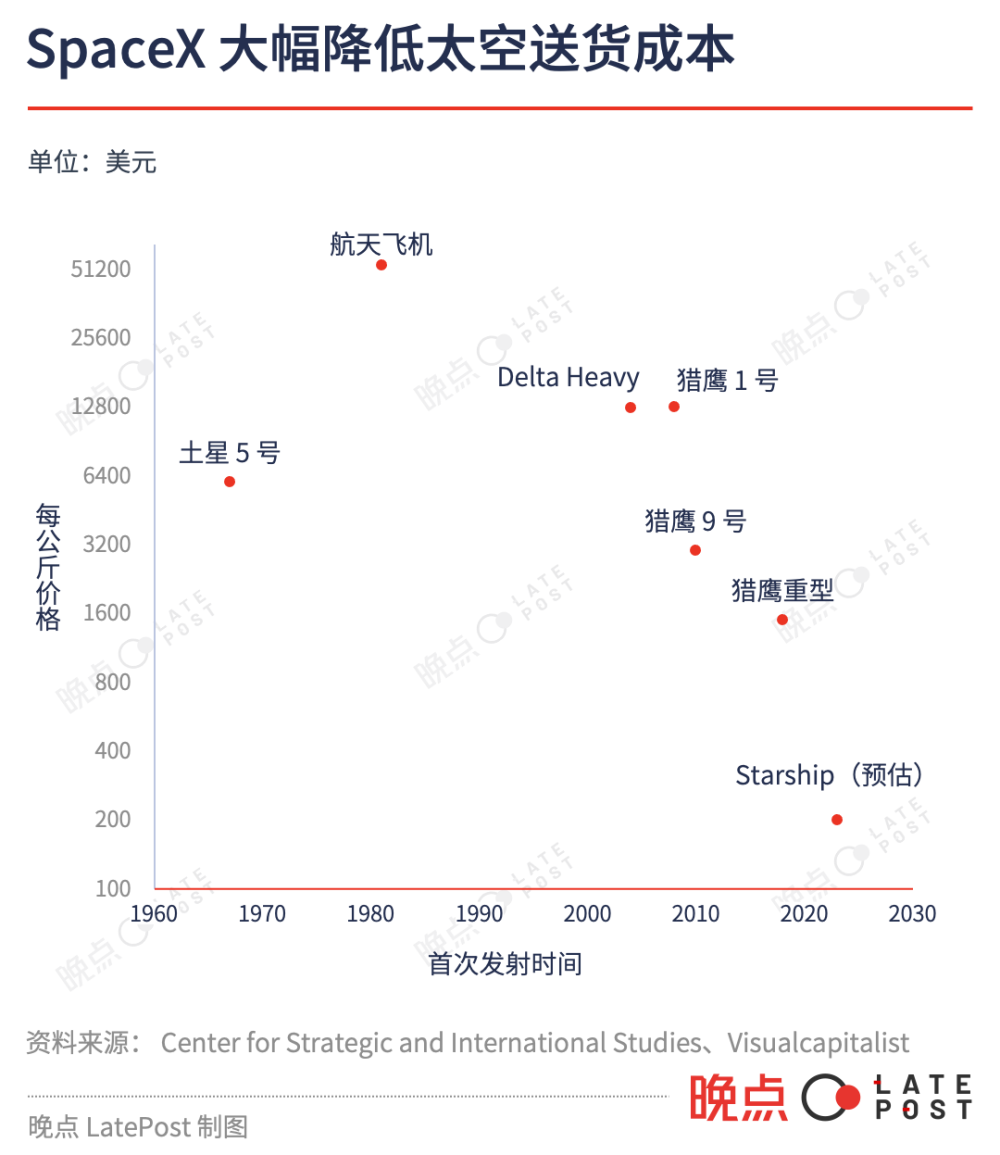 SpaceX 大幅降低太空送货成本
单位：美元
航天飞机
51200
25600
Delta Heavy
猎鹰 1 号
12800
土星 5 号
6400
猎鹰 9 号
每公斤价格
3200
猎鹰重型
1600
800
400
Starship（预估）
200
100
1960 1970 1980 1990 2000 2010 2020 2030
首次发射时间
资料来源： Center for Strategic and International Studies、Visualcapitalist
晚点 LATE POST
晚点 LatePost 制图